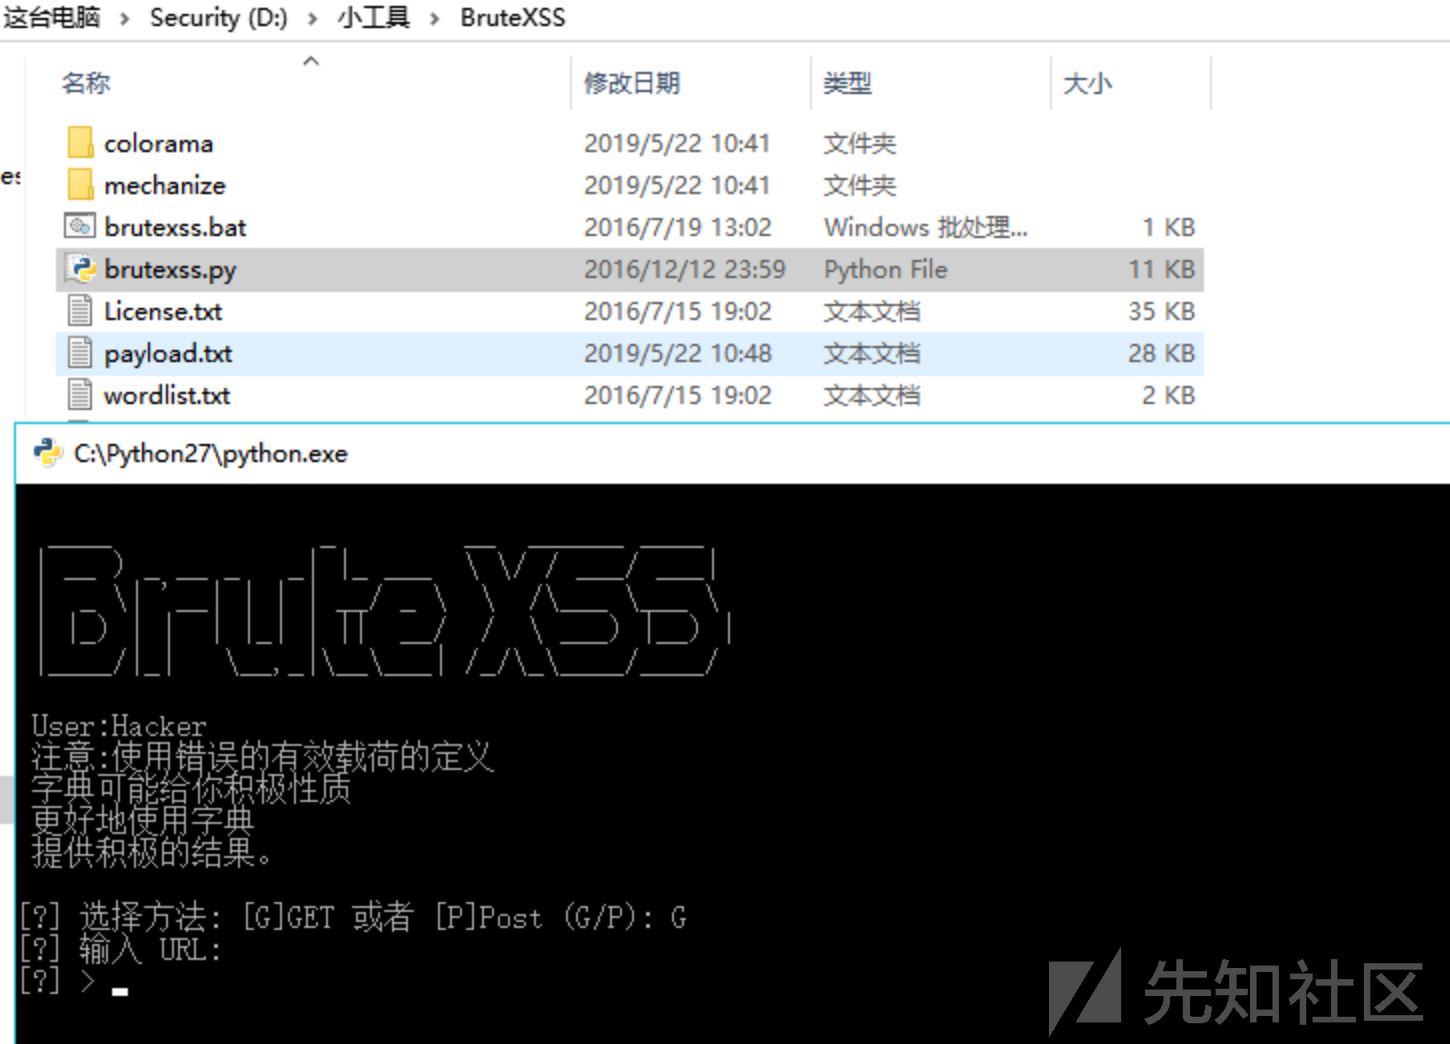 这台电脑 > Security (D:) > 小工具 > BruteXSS
名称 修改日期 类型 大小
colorama 2019/5/22 10:41 文件夹
mechanize 2019/5/22 10:41 文件夹
brutexss.bat 2016/7/19 13:02 Windows 批处理... 1 KB
brutexss.py 2016/12/12 23:59 Python File 11 KB
License.txt 2016/7/15 19:02 文本文档 35 KB
payload.txt 2019/5/22 10:48 文本文档 28 KB
wordlist.txt 2016/7/15 19:02 文本文档 2 KB
C:\Python27\python.exe
BruteXSS
User:Hacker
注意:使用错误的有效载荷的定义
字典可能给你积极性质
更好地使用字典
提供积极的结果。
[?] 选择方法: [G]GET 或者 [P]Post (G/P): G
[?] 输入 URL:
[?] >
先知社区